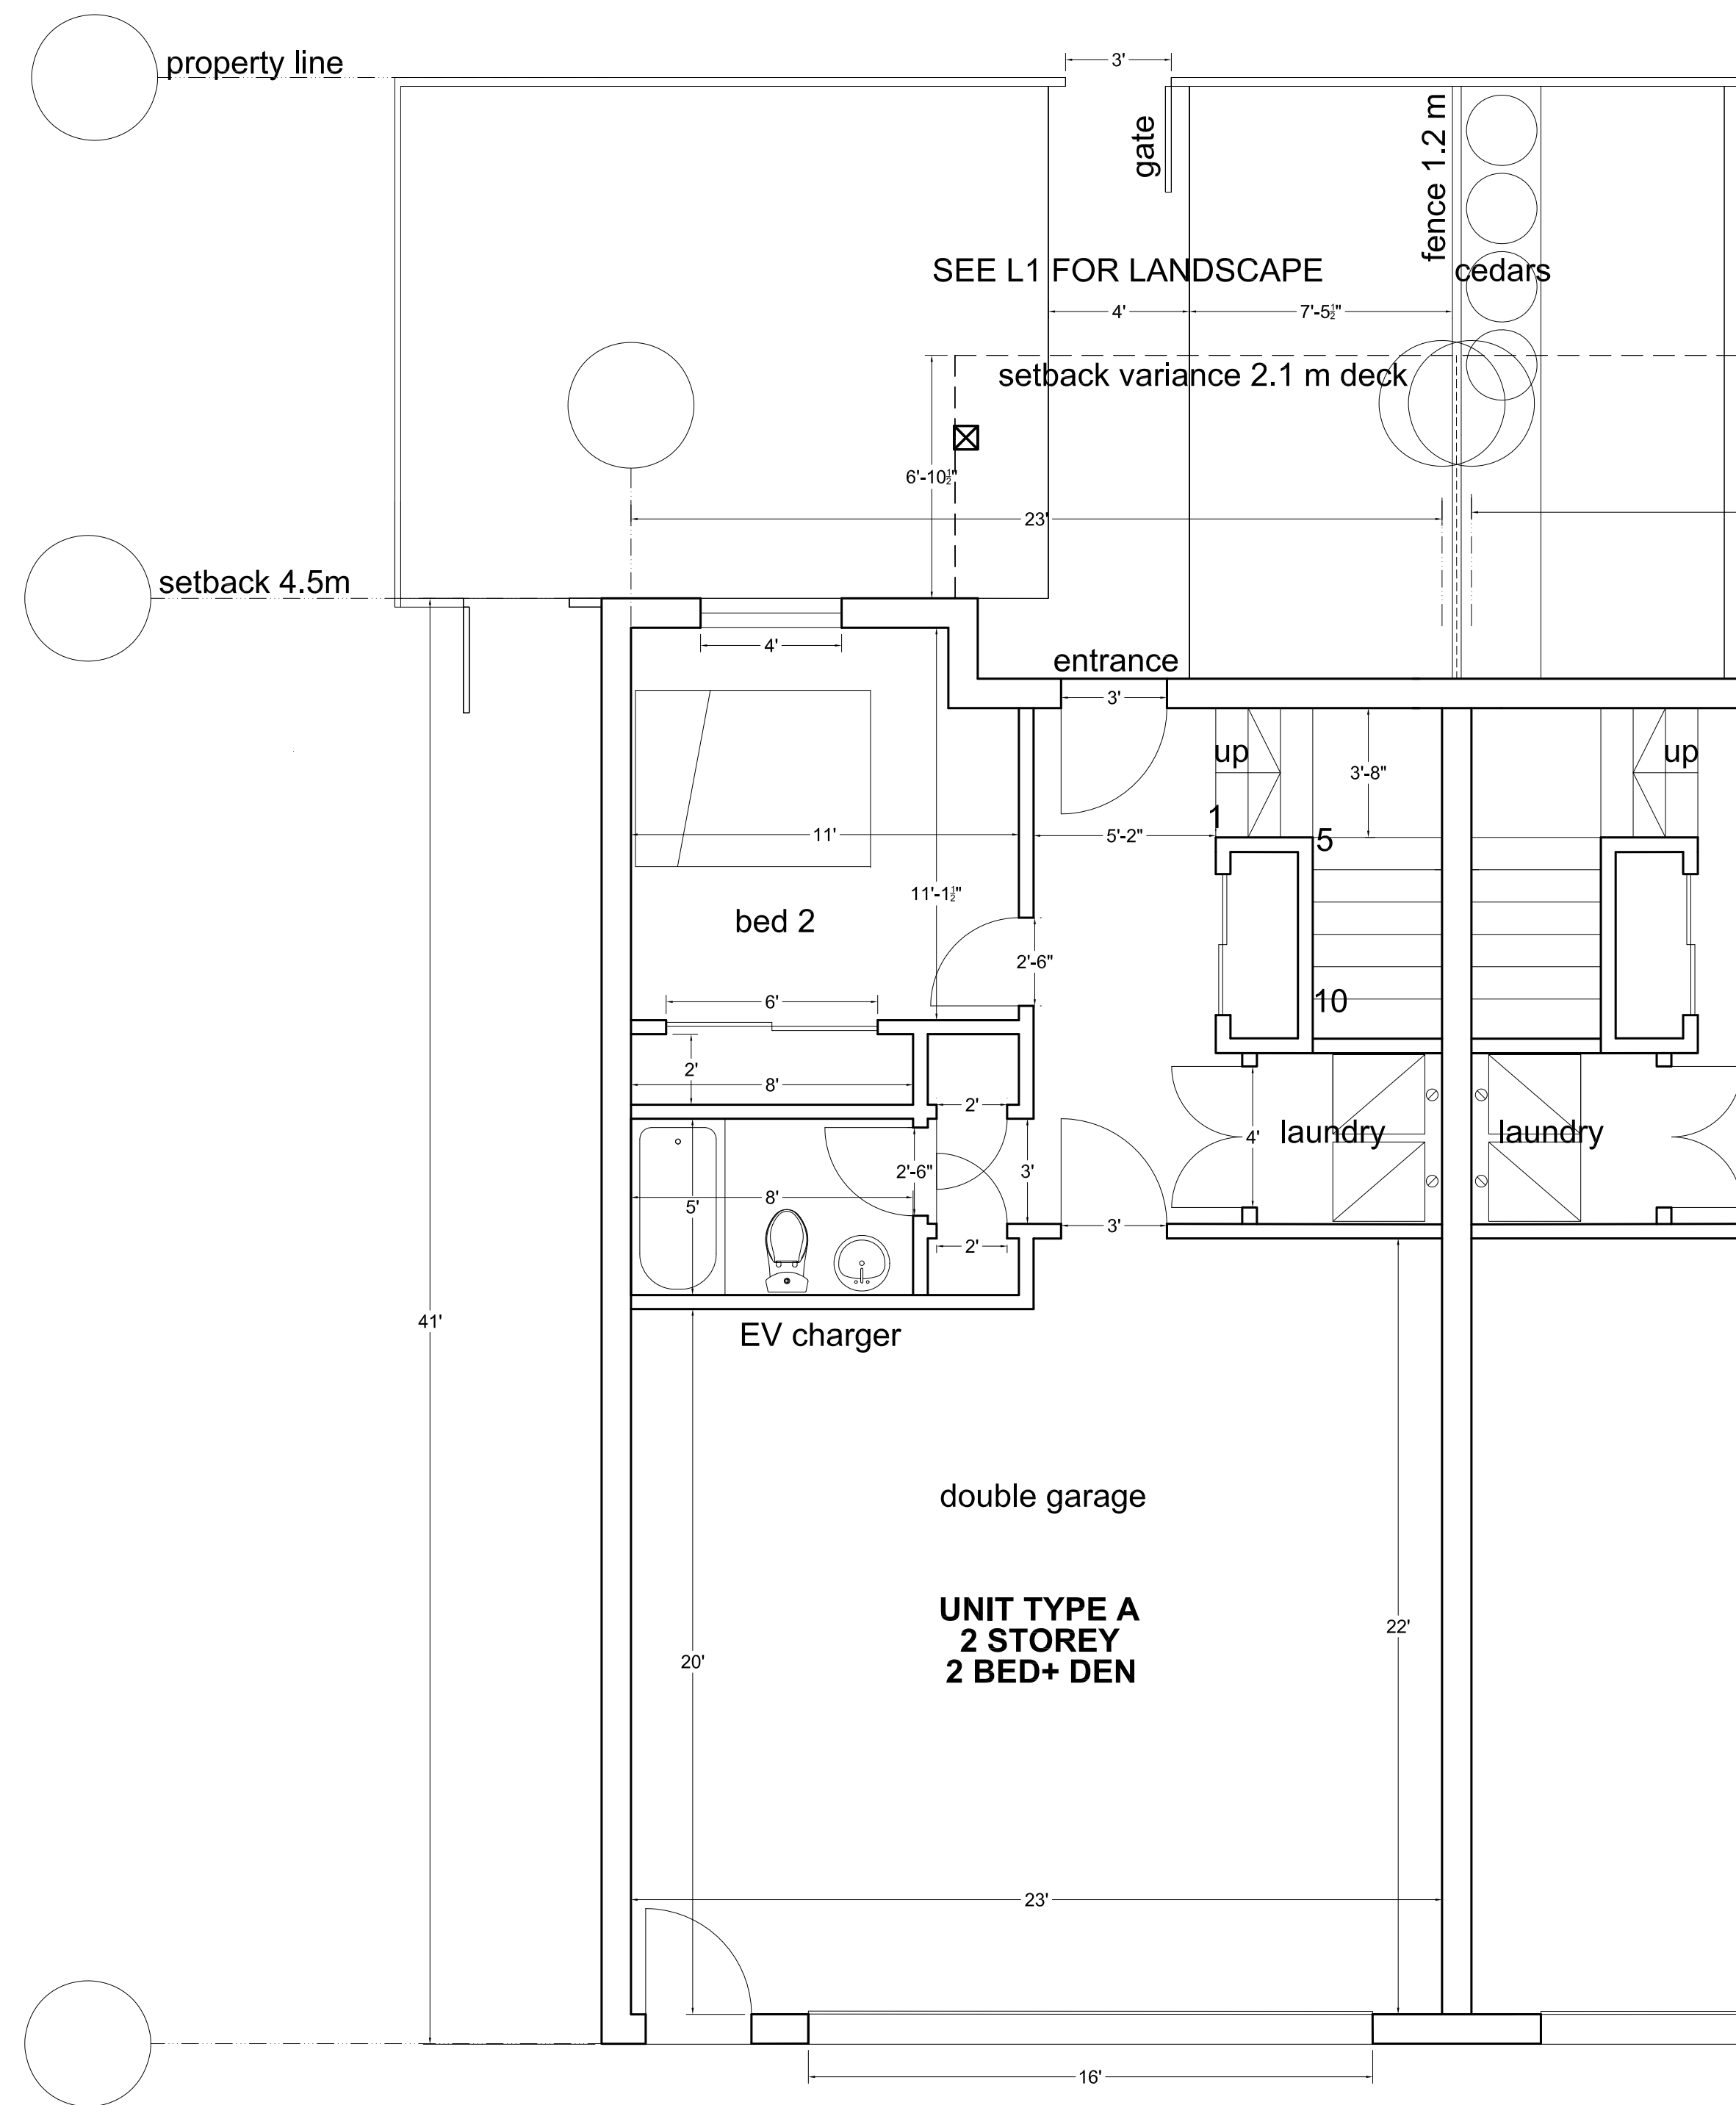 3'
property line
gate
fence 1.2 m
SEE L1 FOR LANDSCAPE
cedars
4'
7'-5½"
setback variance 2.1 m deck
6'-10½"
23'
setback 4.5m
4'
entrance
3'
up
3'-8"
up
1
5
11'
5'-2"
11'-1½"
bed 2
2'-6"
6'
10
2'
8'
2'
4'
laundry
laundry
2'-6"
3'
8'
5'
3'
2'
41'
EV charger
double garage
UNIT TYPE A
2 STOREY
2 BED+ DEN
22'
20'
23'
16'